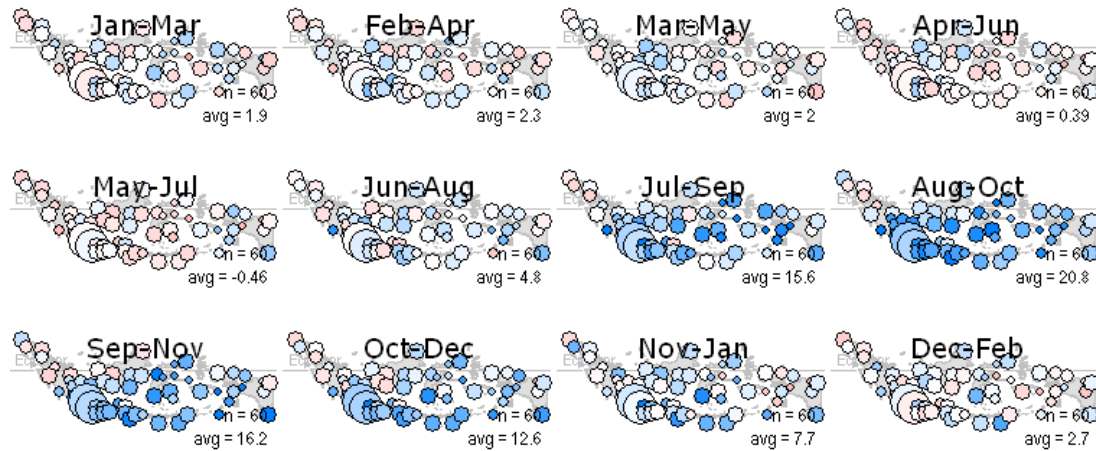 Jan-Mar
n = 60
avg = 1.9
Feb-Apr
n = 60
avg = 2.3
Mar-May
n = 60
avg = 2
Apr-Jun
n = 60
avg = 0.39
May-Jul
n = 60
avg = -0.46
Jun-Aug
n = 60
avg = 4.8
Jul-Sep
n = 60
avg = 15.6
Aug-Oct
n = 60
avg = 20.8
Sep-Nov
n = 60
avg = 16.2
Oct-Dec
n = 60
avg = 12.6
Nov-Jan
n = 60
avg = 7.7
Dec-Feb
n = 60
avg = 2.7